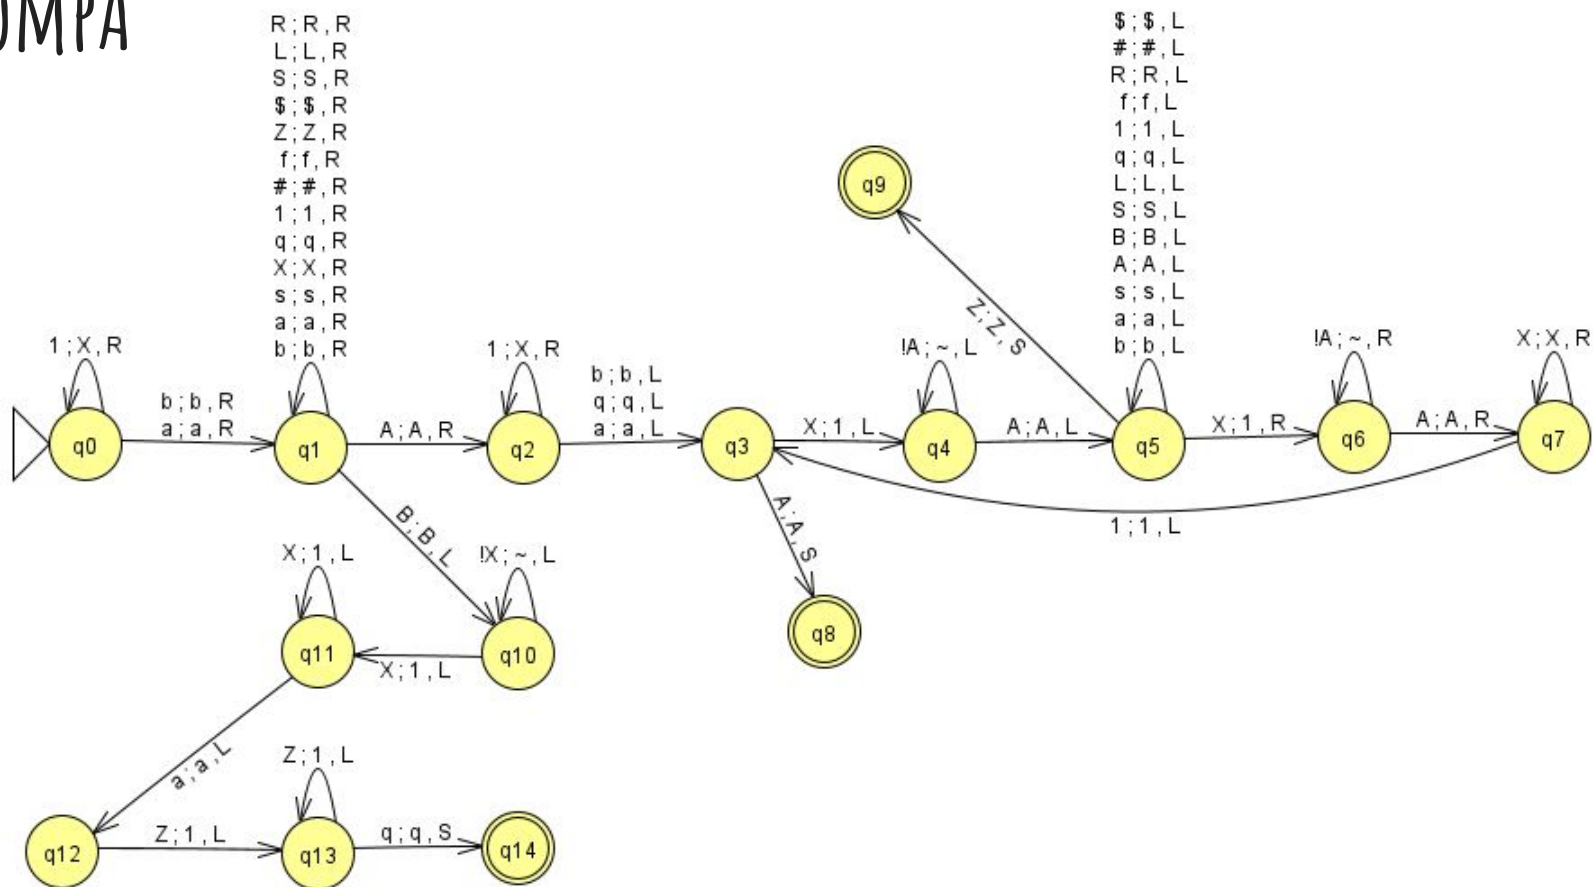 OMPA
R ; R , R
L ; L , R
S ; S , R
$ ; $ , R
Z ; Z , R
f ; f , R
# ; # , R
1 ; 1 , R
q ; q , R
X ; X , R
s ; s , R
a ; a , R
b ; b , R
$ ; $ , L
# ; # , L
R ; R , L
f ; f , L
1 ; 1 , L
q ; q , L
L ; L , L
S ; S , L
B ; B , L
A ; A , L
s ; s , L
a ; a , L
b ; b , L
q9
Z ; Z , S
1 ; X , R
1 ; X , R
!A ; ~ , L
!A ; ~ , R
X ; X , R
b ; b , R
a ; a , R
b ; b , L
q ; q , L
a ; a , L
q0
q1
A ; A , R
q2
q3
X ; 1 , L
q4
A ; A , L
q5
X ; 1 , R
q6
A ; A , R
q7
1 ; 1 , L
B ; B , L
A ; A , S
X ; 1 , L
!X ; ~ , L
q8
q11
X ; 1 , L
q10
a ; a , L
Z ; 1 , L
q12
Z ; 1 , L
q13
q ; q , S
q14